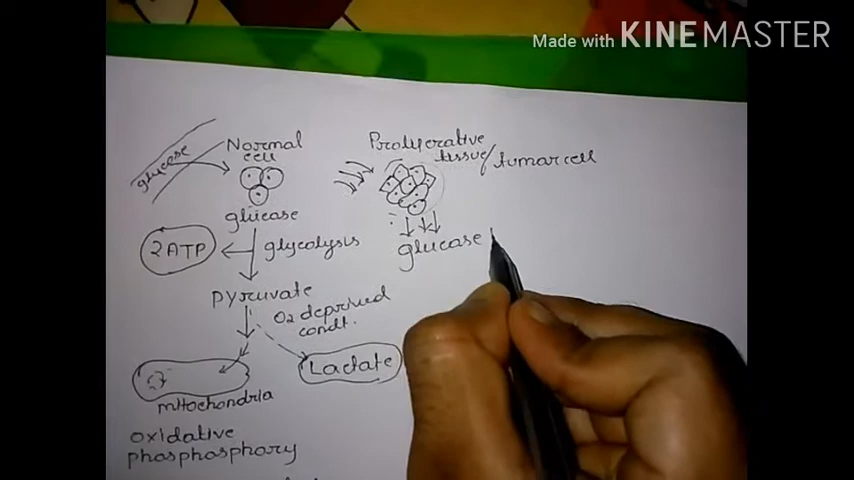 Made with KINEMASTER
glucose
Normal
cell
Proliperative
tissue/tumar cell
glucose
glucose
2ATP
glycolysis
pyruvate
O2 deprived
condt.
Lactate
mitochondria
oxidative
phosphosphory